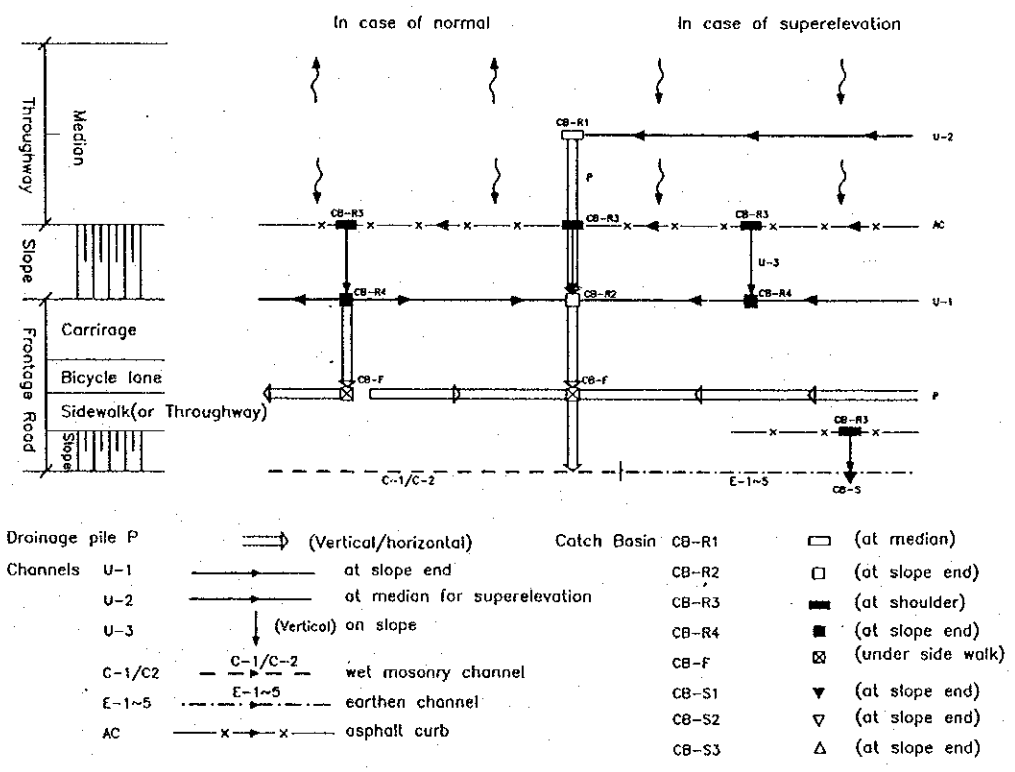 In case of normal
In case of superelevation
Throughway
Median
Slope
Frontage Road
Carrirage
Bicycle lane
Sidewalk(or Throughway)
Slope
CB-R1
U-2
P
CB-R3
CB-R3
CB-R3
AC
U-3
CB-R4
CB-R2
CB-R4
U-1
CB-F
CB-F
P
CB-R3
C-1/C-2
E-1~5
CB-S
Drainage pile P
(Vertical/horizontal)
Channels
U-1 at slope end
U-2 at median for superelevation
U-3 (Vertical) on slope
C-1/C2 C-1/C-2 wet masonry channel
E-1~5 E-1~5 earthen channel
AC asphalt curb
Catch Basin CB-R1 (at median)
CB-R2 (at slope end)
CB-R3 (at shoulder)
CB-R4 (at slope end)
CB-F (under side walk)
CB-S1 (at slope end)
CB-S2 (at slope end)
CB-S3 (at slope end)